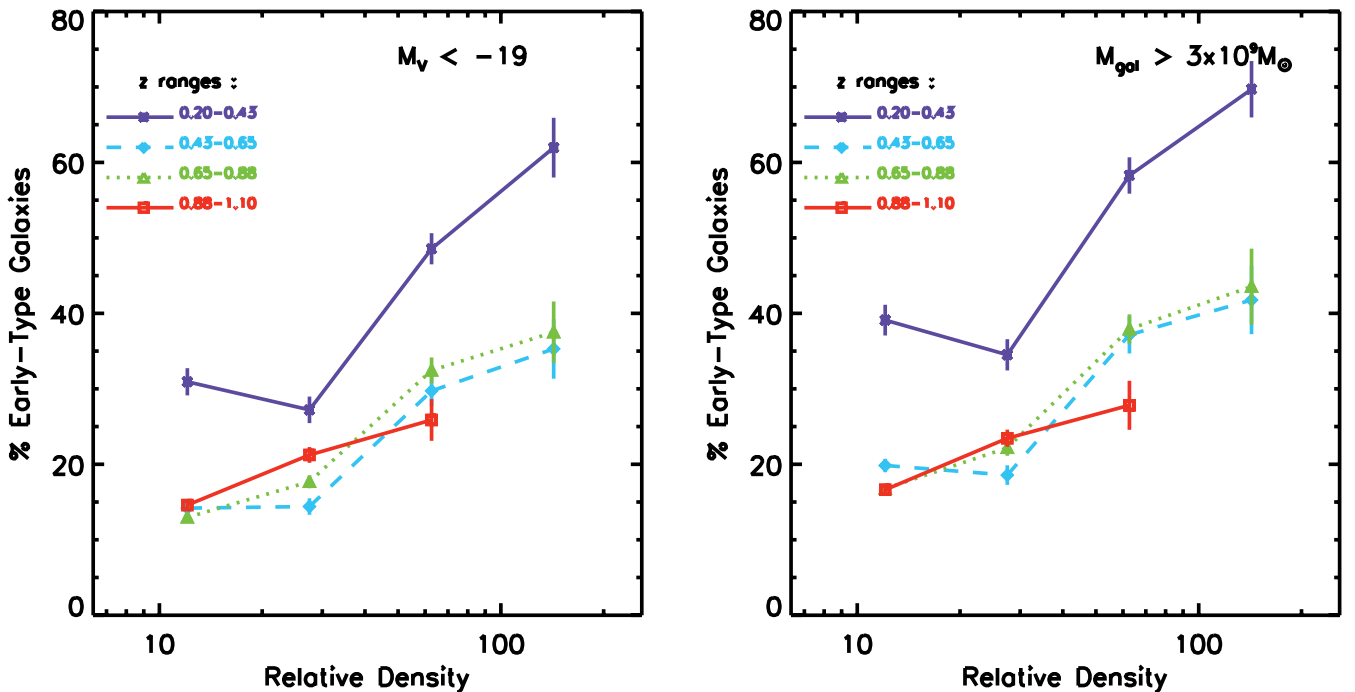 80
60
40
20
0
% Early-Type Galaxies
M_V < -19
z ranges :
0.20-0.43
0.43-0.65
0.65-0.88
0.88-1.10
10
100
Relative Density
80
60
40
20
0
% Early-Type Galaxies
M_gal > 3x10⁹M_⊙
z ranges :
0.20-0.43
0.43-0.65
0.65-0.88
0.88-1.10
10
100
Relative Density